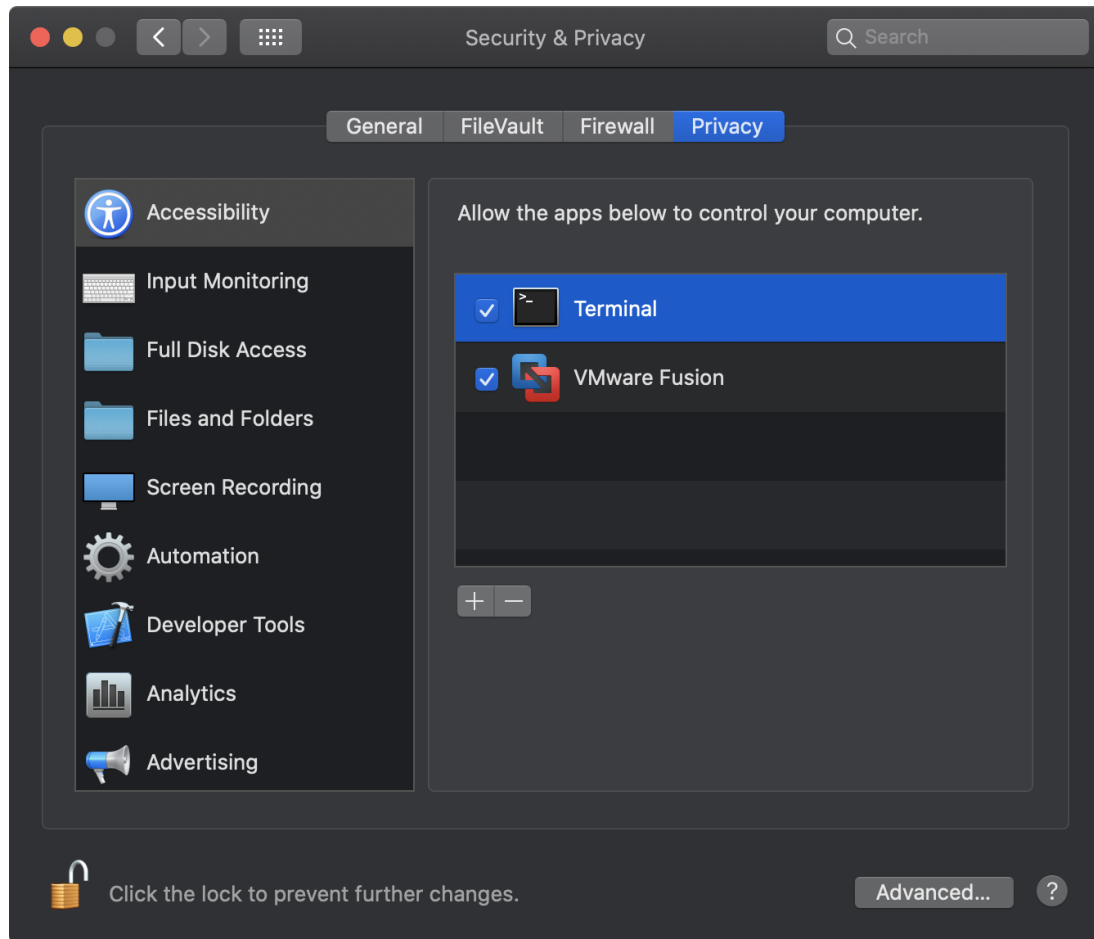 Security & Privacy
Search
General
FileVault
Firewall
Privacy
Accessibility
Input Monitoring
Full Disk Access
Files and Folders
Screen Recording
Automation
Developer Tools
Analytics
Advertising
Allow the apps below to control your computer.
>_
Terminal
VMware Fusion
Click the lock to prevent further changes.
Advanced...
?